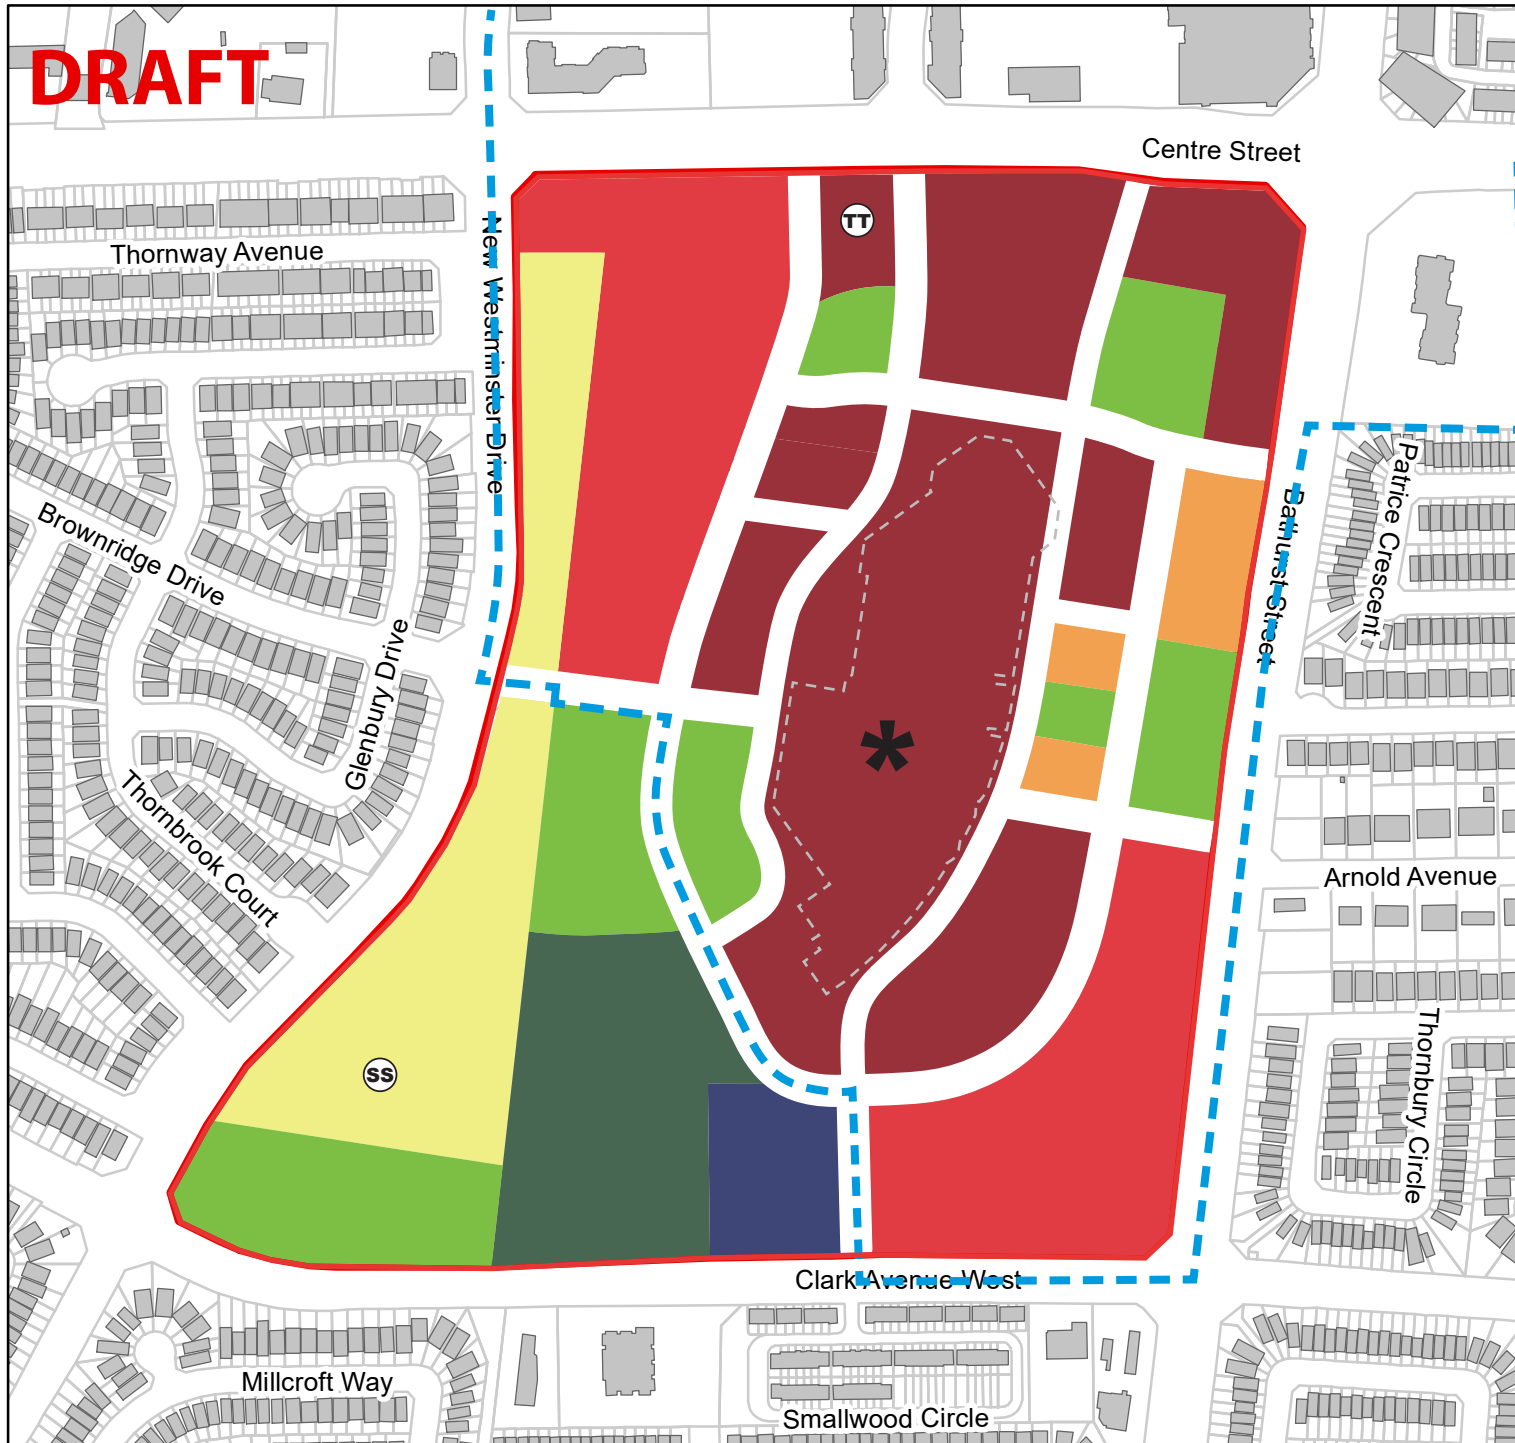 DRAFT
Centre Street
TT
Thornway Avenue
New Westminster Drive
Patrice Crescent
Bathurst Street
Brownridge Drive
Glenbury Drive
*
Thornbrook Court
Arnold Avenue
Thornbury Circle
SS
Clark Avenue West
Millcroft Way
Smallwood Circle